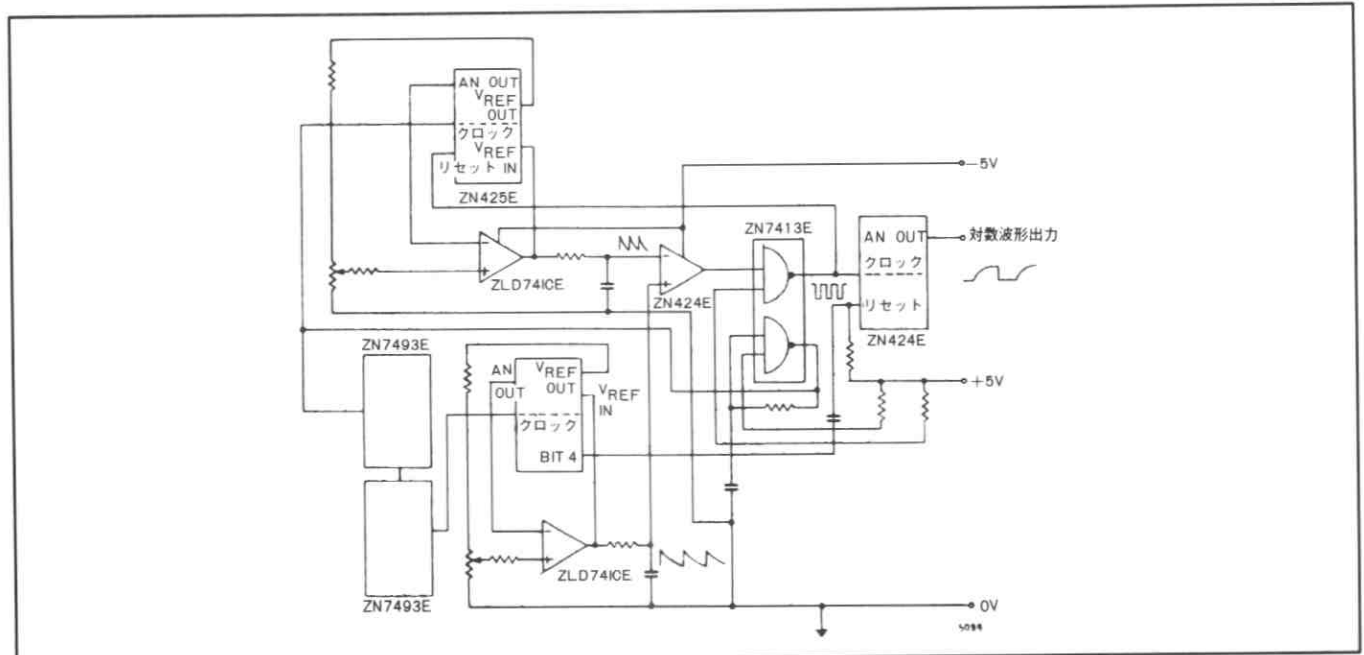 AN OUT
VREF
OUT
クロック
VREF
リセット IN
ZN425E
−
+
ZLD741CE
−5V
ZN7413E
−
+
ZN424E
AN OUT
クロック
リセット
ZN424E
対数波形出力
ZN7493E
AN
OUT
VREF
OUT
VREF
IN
クロック
BIT 4
+5V
−
+
ZLD741CE
ZN7493E
0V
5094